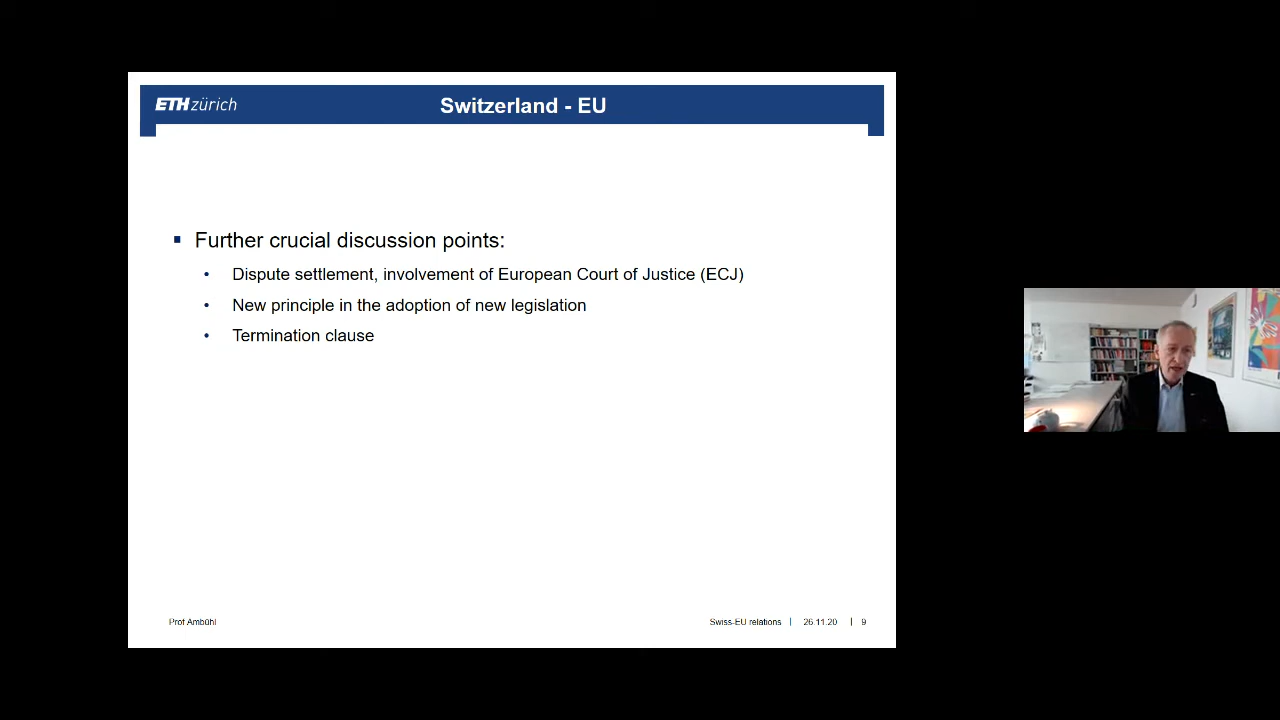 ETH zürich
Switzerland - EU
Further crucial discussion points:
Dispute settlement, involvement of European Court of Justice (ECJ)
New principle in the adoption of new legislation
Termination clause
Prof Ambühl
Swiss-EU relations | 26.11.20 | 9